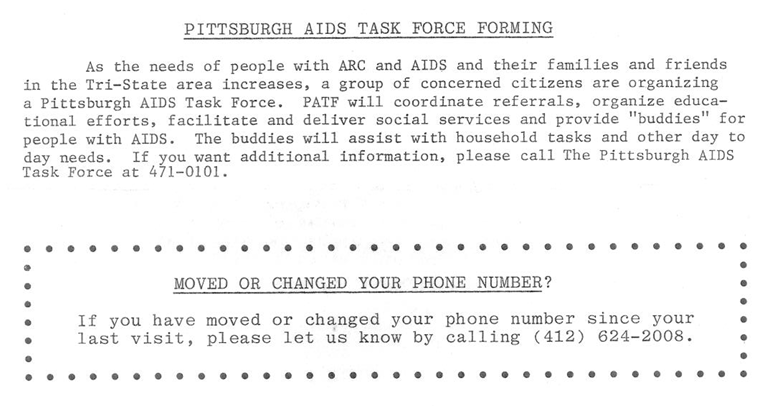 PITTSBURGH AIDS TASK FORCE FORMING
As the needs of people with ARC and AIDS and their families and friends
in the Tri-State area increases, a group of concerned citizens are organizing
a Pittsburgh AIDS Task Force. PATF will coordinate referrals, organize educa-
tional efforts, facilitate and deliver social services and provide "buddies" for
people with AIDS. The buddies will assist with household tasks and other day to
day needs. If you want additional information, please call The Pittsburgh AIDS
Task Force at 471-0101.
MOVED OR CHANGED YOUR PHONE NUMBER?
If you have moved or changed your phone number since your
last visit, please let us know by calling (412) 624-2008.